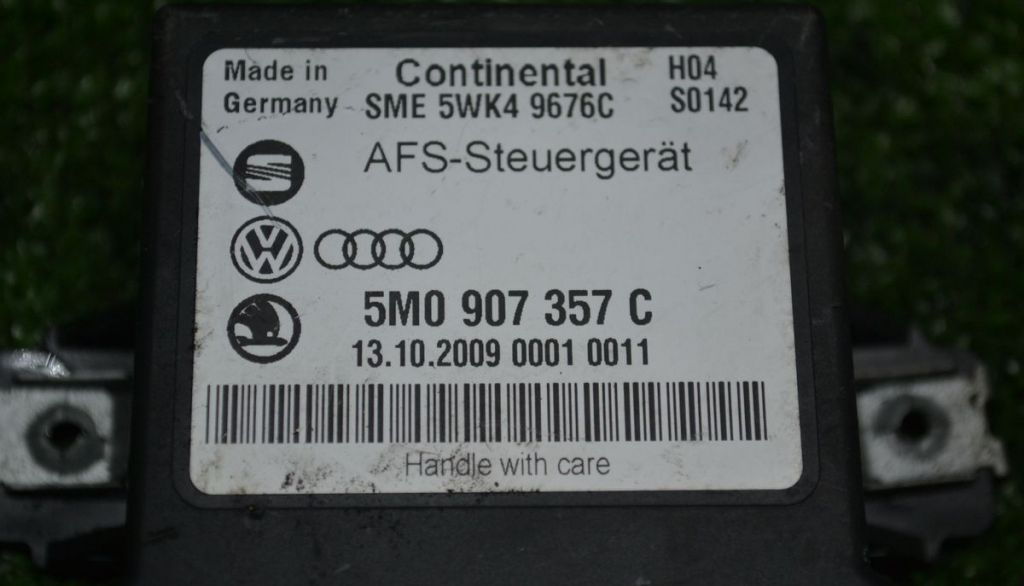 Made in Continental H04
Germany SME 5WK4 9676C S0142
AFS-Steuergerät
VW
5M0 907 357 C
13.10.2009 0001 0011
Handle with care